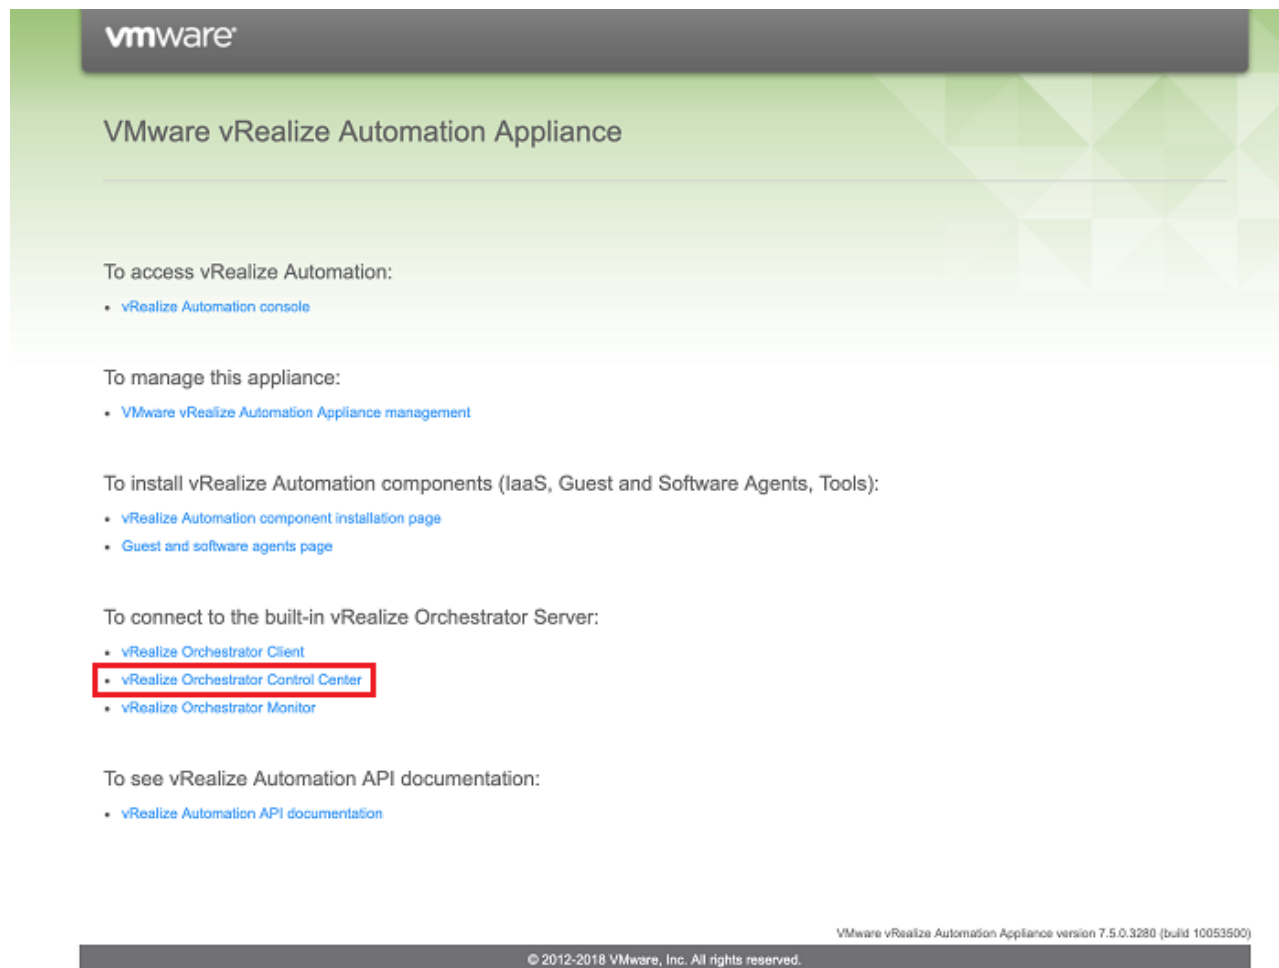 vmware®
VMware vRealize Automation Appliance
To access vRealize Automation:
• vRealize Automation console
To manage this appliance:
• VMware vRealize Automation Appliance management
To install vRealize Automation components (IaaS, Guest and Software Agents, Tools):
• vRealize Automation component installation page
• Guest and software agents page
To connect to the built-in vRealize Orchestrator Server:
• vRealize Orchestrator Client
• vRealize Orchestrator Control Center
• vRealize Orchestrator Monitor
To see vRealize Automation API documentation:
• vRealize Automation API documentation
VMware vRealize Automation Appliance version 7.5.0.3280 (build 10053500)
© 2012-2018 VMware, Inc. All rights reserved.